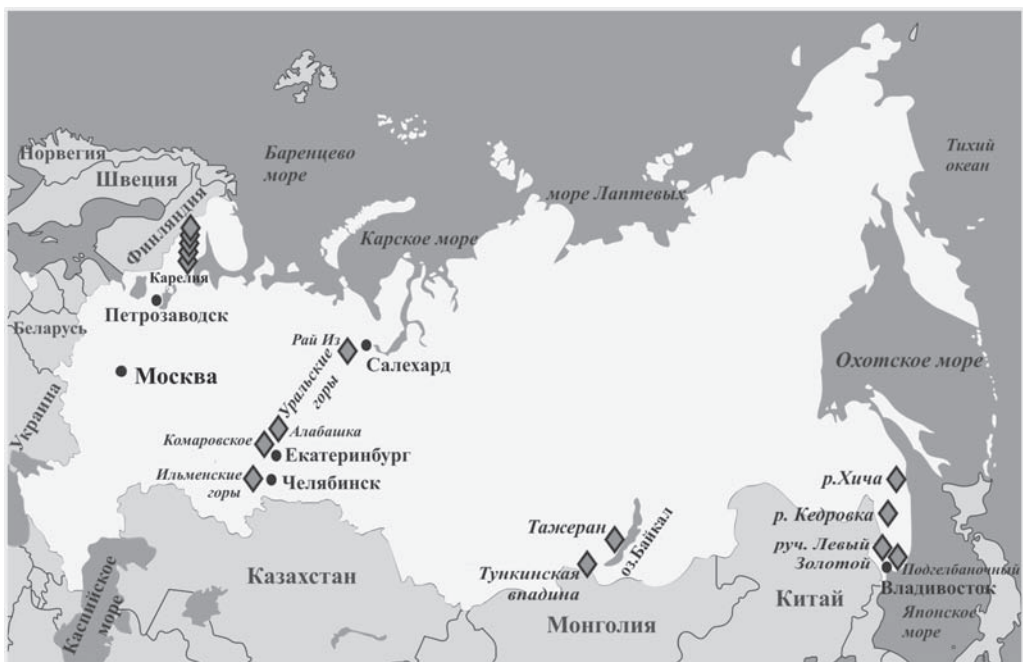 Норвегия
Швеция
Финляндия
Баренцево
море
море Лаптевых
Тихий
океан
Карское море
Карелия
Петрозаводск
Беларусь
Рай Из
Салехард
Охотское море
Москва
Уральские
горы
Украина
Алабашка
Комаровское
Екатеринбург
Ильменские
горы
Челябинск
р.Хича
р. Кедровка
Тажеран
оз.Байкал
руч. Левый
Золотой
Подгелбаночный
Владивосток
Тункинская
впадина
Казахстан
Каспийское
море
Монголия
Китай
Японское
море